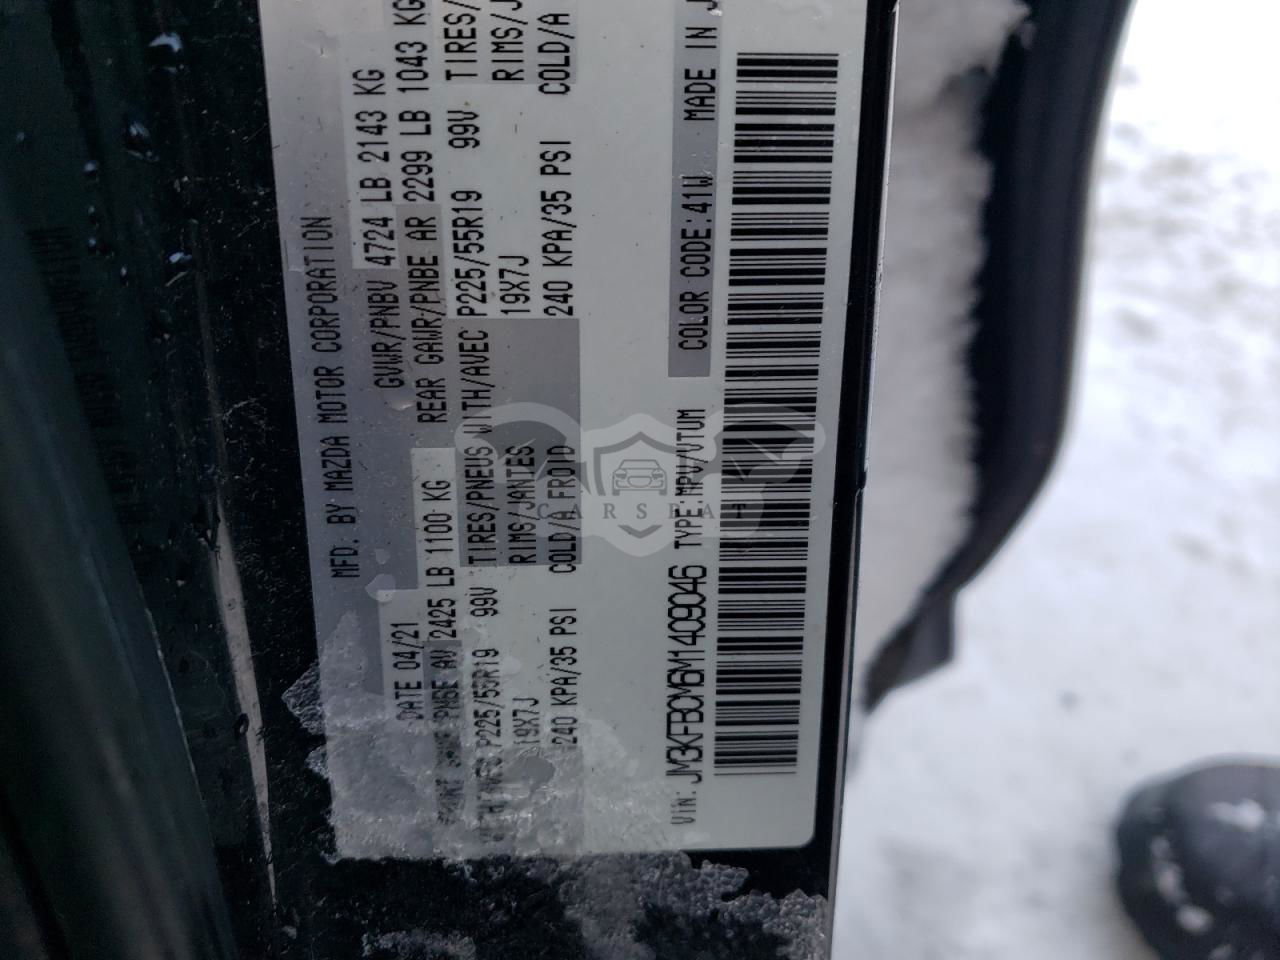 MFD. BY MAZDA MOTOR CORPORATION
DATE 04/21 GVWR/PNBV 4724 LB 2143 KG
PNBE AV 2425 LB 1100 KG REAR GAWR/PNBE AR 2299 LB 1043 KG
P225/55R19 99V TIRES/PNEUS WITH/AVEC P225/55R19 99V TIRES/
19X7J RIMS/JANTES 19X7J RIMS/J
240 KPA/35 PSI COLD/A FROID 240 KPA/35 PSI COLD/A
COLOR CODE:41W MADE IN J
VIN: JM3KFBCM6M1409046 TYPE:MPV/VTUM
CARSBAT